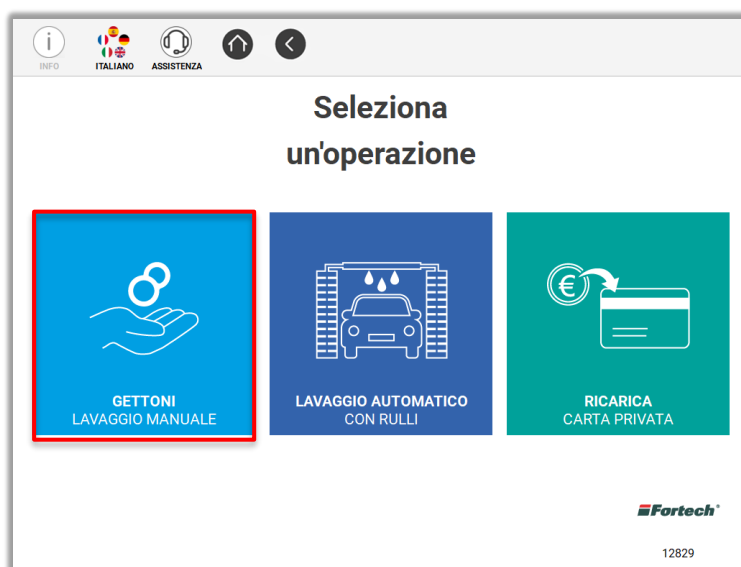 i
INFO
ITALIANO
ASSISTENZA
Seleziona
un'operazione
GETTONI
LAVAGGIO MANUALE
LAVAGGIO AUTOMATICO
CON RULLI
€
RICARICA
CARTA PRIVATA
Fortech®
12829